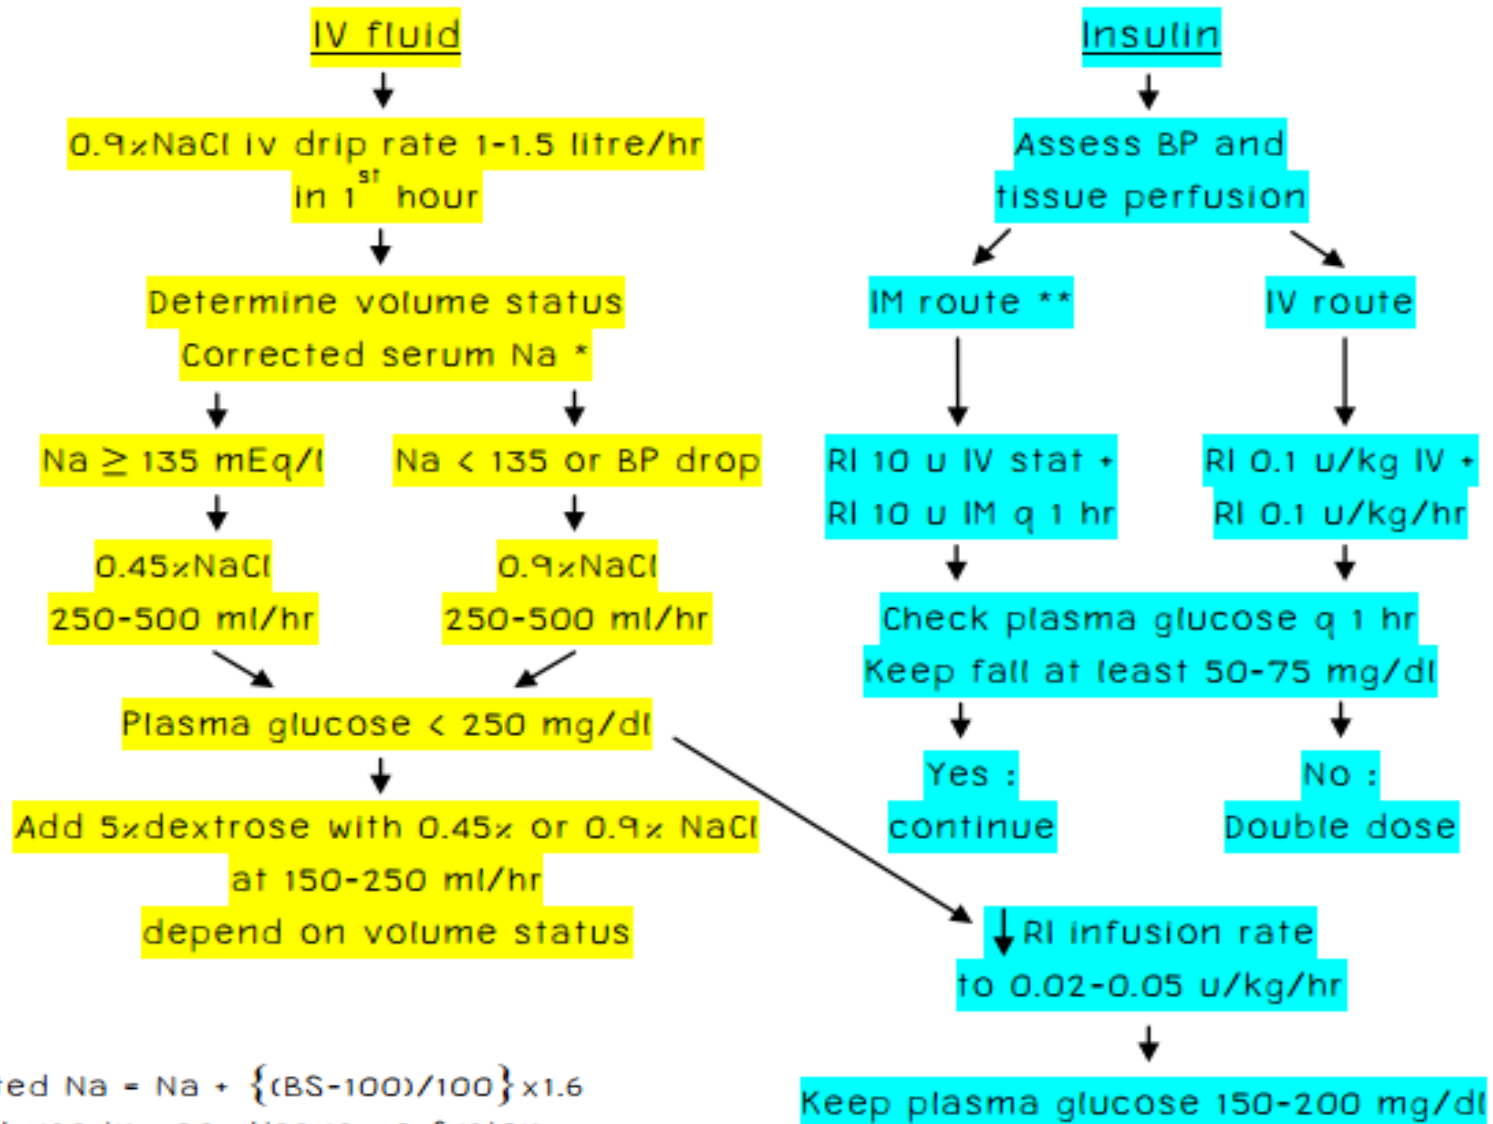 IV fluid
0.9%NaCl iv drip rate 1-1.5 litre/hr
in 1st hour
Determine volume status
Corrected serum Na *
Na ≥ 135 mEq/l
Na < 135 or BP drop
0.45%NaCl
250-500 ml/hr
0.9%NaCl
250-500 ml/hr
Plasma glucose < 250 mg/dl
Add 5%dextrose with 0.45% or 0.9% NaCl
at 150-250 ml/hr
depend on volume status
Insulin
Assess BP and
tissue perfusion
IM route **
IV route
RI 10 u IV stat +
RI 10 u IM q 1 hr
RI 0.1 u/kg IV +
RI 0.1 u/kg/hr
Check plasma glucose q 1 hr
Keep fall at least 50-75 mg/dl
Yes :
continue
No :
Double dose
↓ RI infusion rate
to 0.02-0.05 u/kg/hr
Keep plasma glucose 150-200 mg/dl
Na = Na + {(BS-100)/100}x1.6